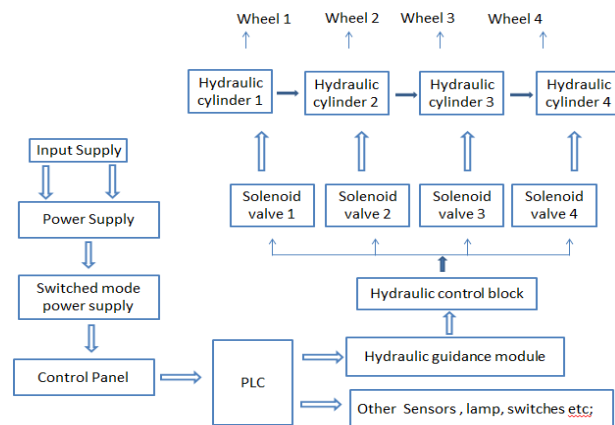 Wheel 1 Wheel 2 Wheel 3 Wheel 4
Hydraulic
cylinder 1
Hydraulic
cylinder 2
Hydraulic
cylinder 3
Hydraulic
cylinder 4
Input Supply
Solenoid
valve 1
Solenoid
valve 2
Solenoid
valve 3
Solenoid
valve 4
Power Supply
Switched mode
power supply
Hydraulic control block
Control Panel
PLC
Hydraulic guidance module
Other Sensors , lamp, switches etc;